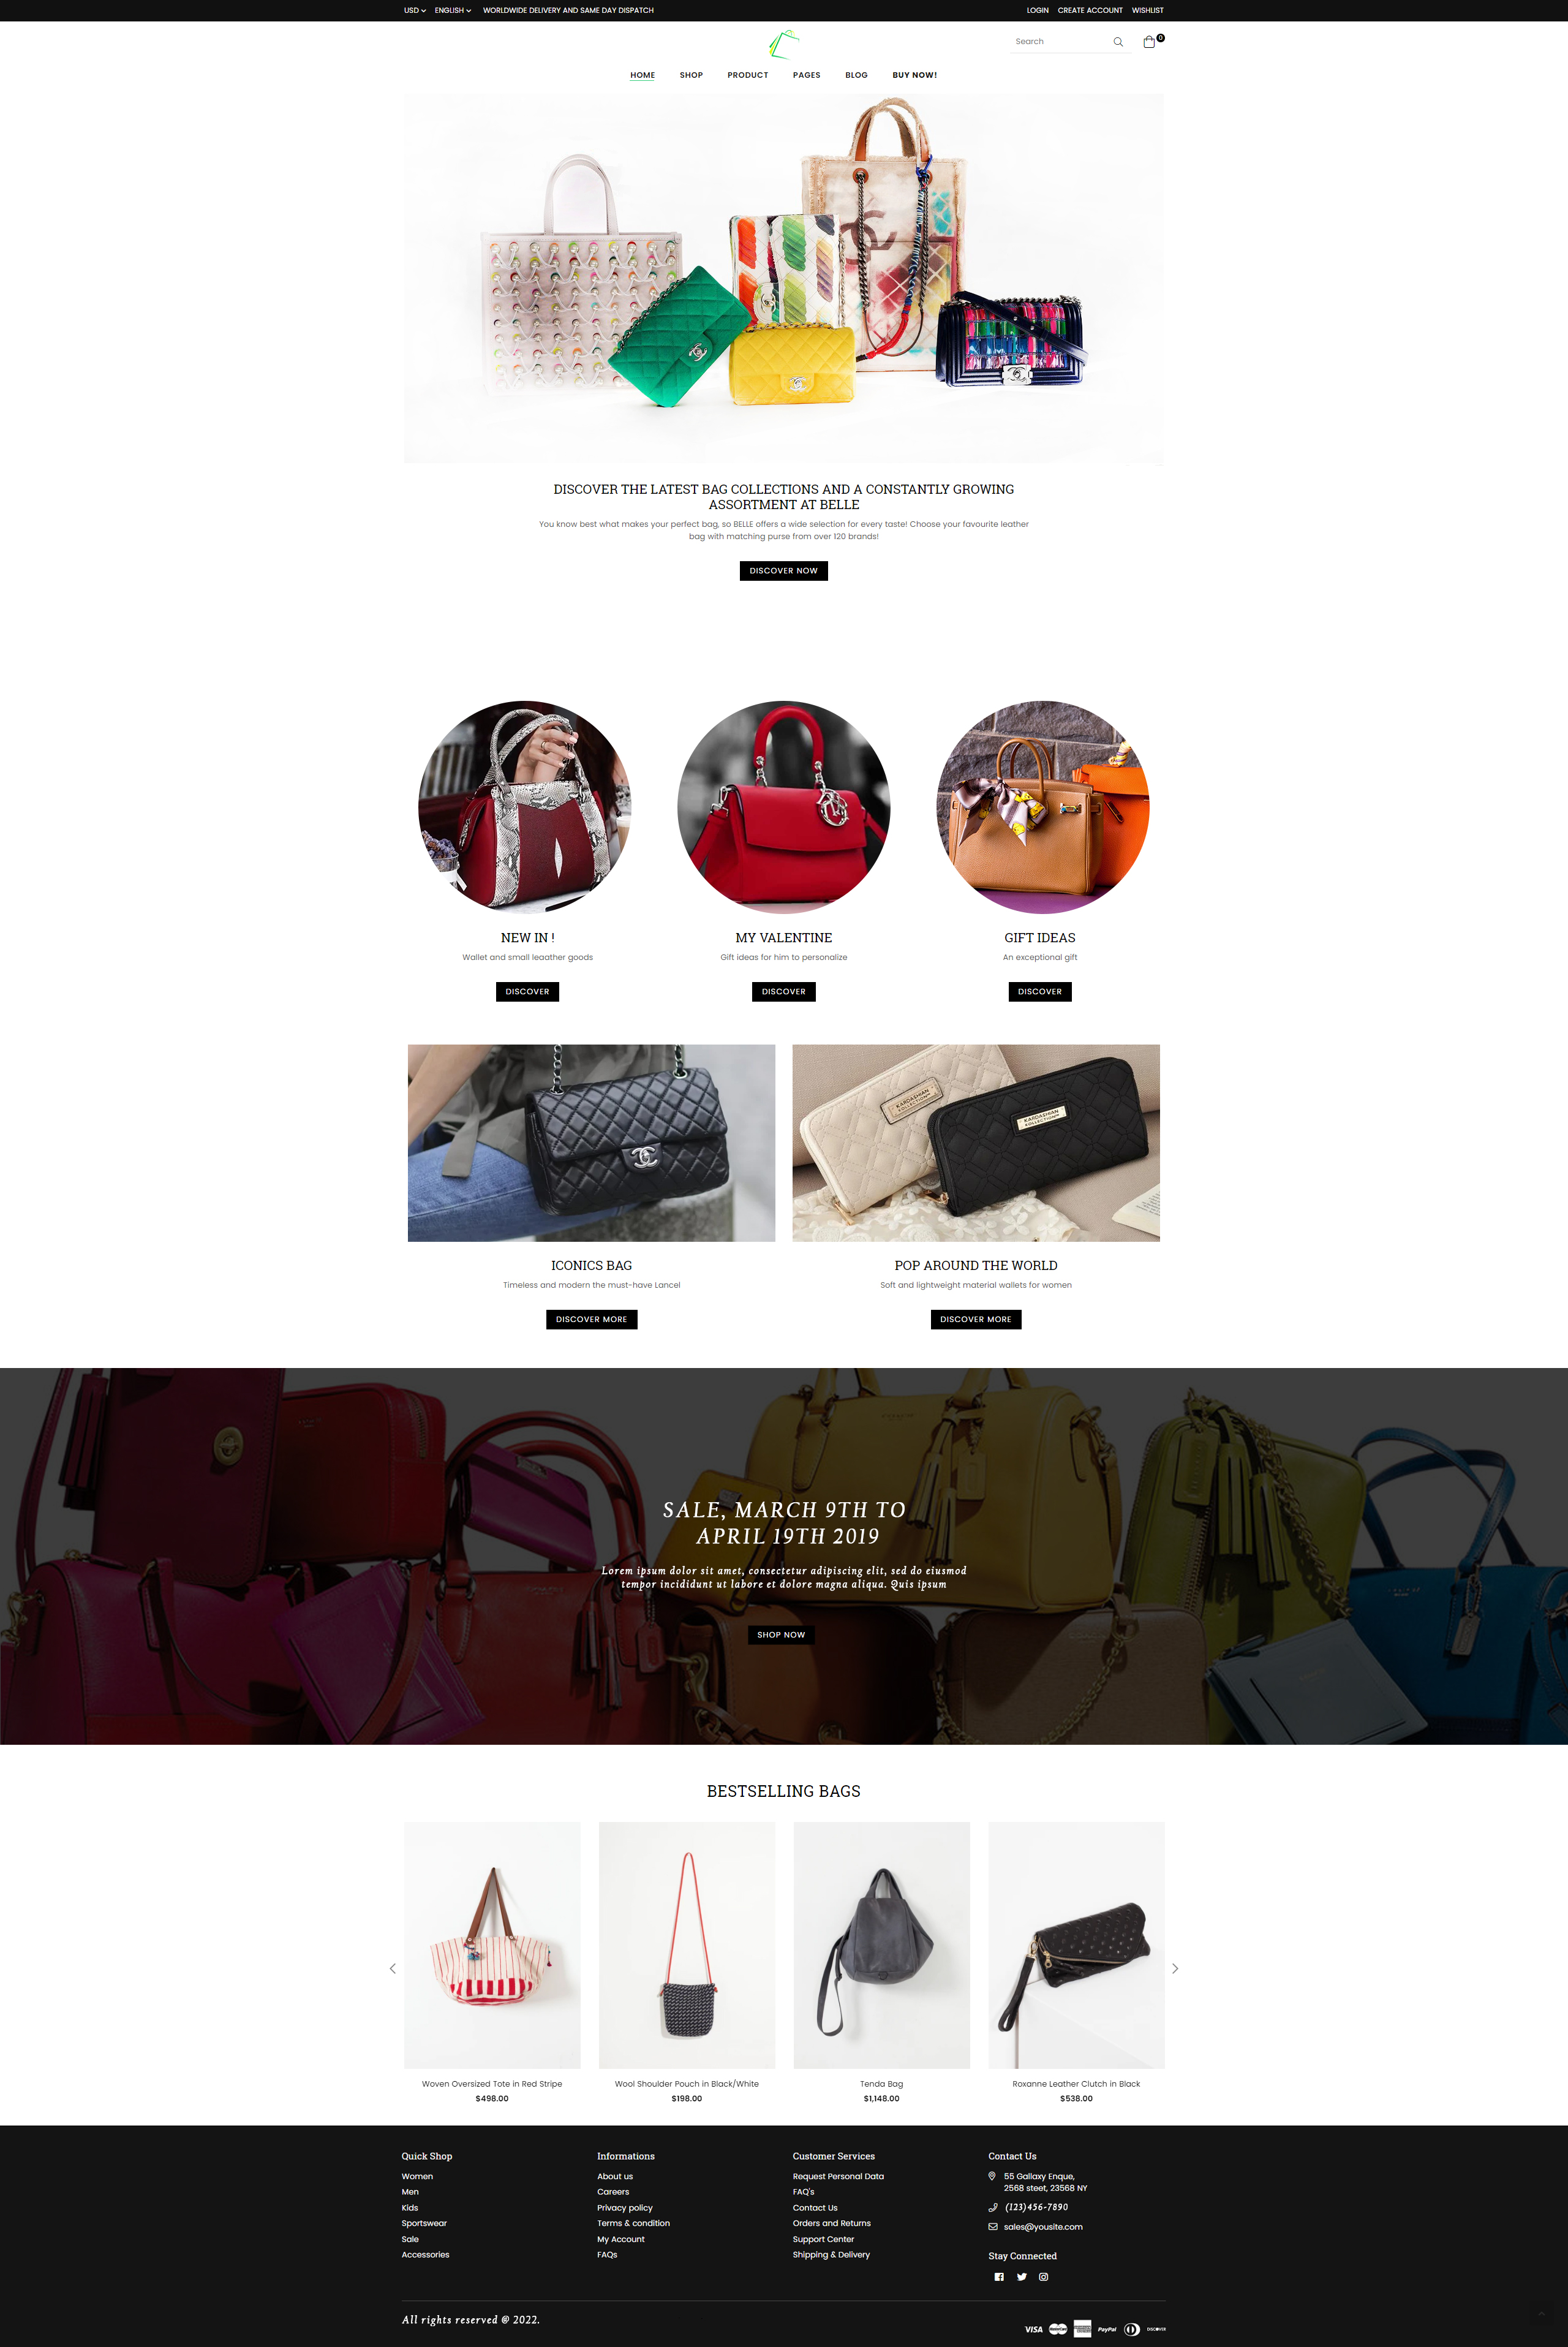 USD ENGLISH WORLDWIDE DELIVERY AND SAME DAY DISPATCH LOGIN CREATE ACCOUNT WISHLIST
Search 0
HOME SHOP PRODUCT PAGES BLOG BUY NOW!
DISCOVER THE LATEST BAG COLLECTIONS AND A CONSTANTLY GROWING
ASSORTMENT AT BELLE
You know best what makes your perfect bag, so BELLE offers a wide selection for every taste! Choose your favourite leather
bag with matching purse from over 120 brands!
DISCOVER NOW
NEW IN !
Wallet and small leaather goods
DISCOVER
MY VALENTINE
Gift ideas for him to personalize
DISCOVER
GIFT IDEAS
An exceptional gift
DISCOVER
KARDASHIAN
KOLLECTION
KARDASHIAN
KOLLECTION
ICONICS BAG
Timeless and modern the must-have Lancel
DISCOVER MORE
POP AROUND THE WORLD
Soft and lightweight material wallets for women
DISCOVER MORE
SALE, MARCH 9TH TO
APRIL 19TH 2019
Lorem ipsum dolor sit amet, consectetur adipiscing elit, sed do eiusmod
tempor incididunt ut labore et dolore magna aliqua. Quis ipsum
SHOP NOW
BESTSELLING BAGS
Woven Oversized Tote in Red Stripe
$498.00
Wool Shoulder Pouch in Black/White
$198.00
Tenda Bag
$1,148.00
Roxanne Leather Clutch in Black
$538.00
Quick Shop
Women
Men
Kids
Sportswear
Sale
Accessories
Informations
About us
Careers
Privacy policy
Terms & condition
My Account
FAQs
Customer Services
Request Personal Data
FAQ's
Contact Us
Orders and Returns
Support Center
Shipping & Delivery
Contact Us
55 Gallaxy Enque,
2568 steet, 23568 NY
(123)456-7890
sales@yousite.com
Stay Connected
All rights reserved @ 2022.
VISA MasterCard PayPal DISCOVER